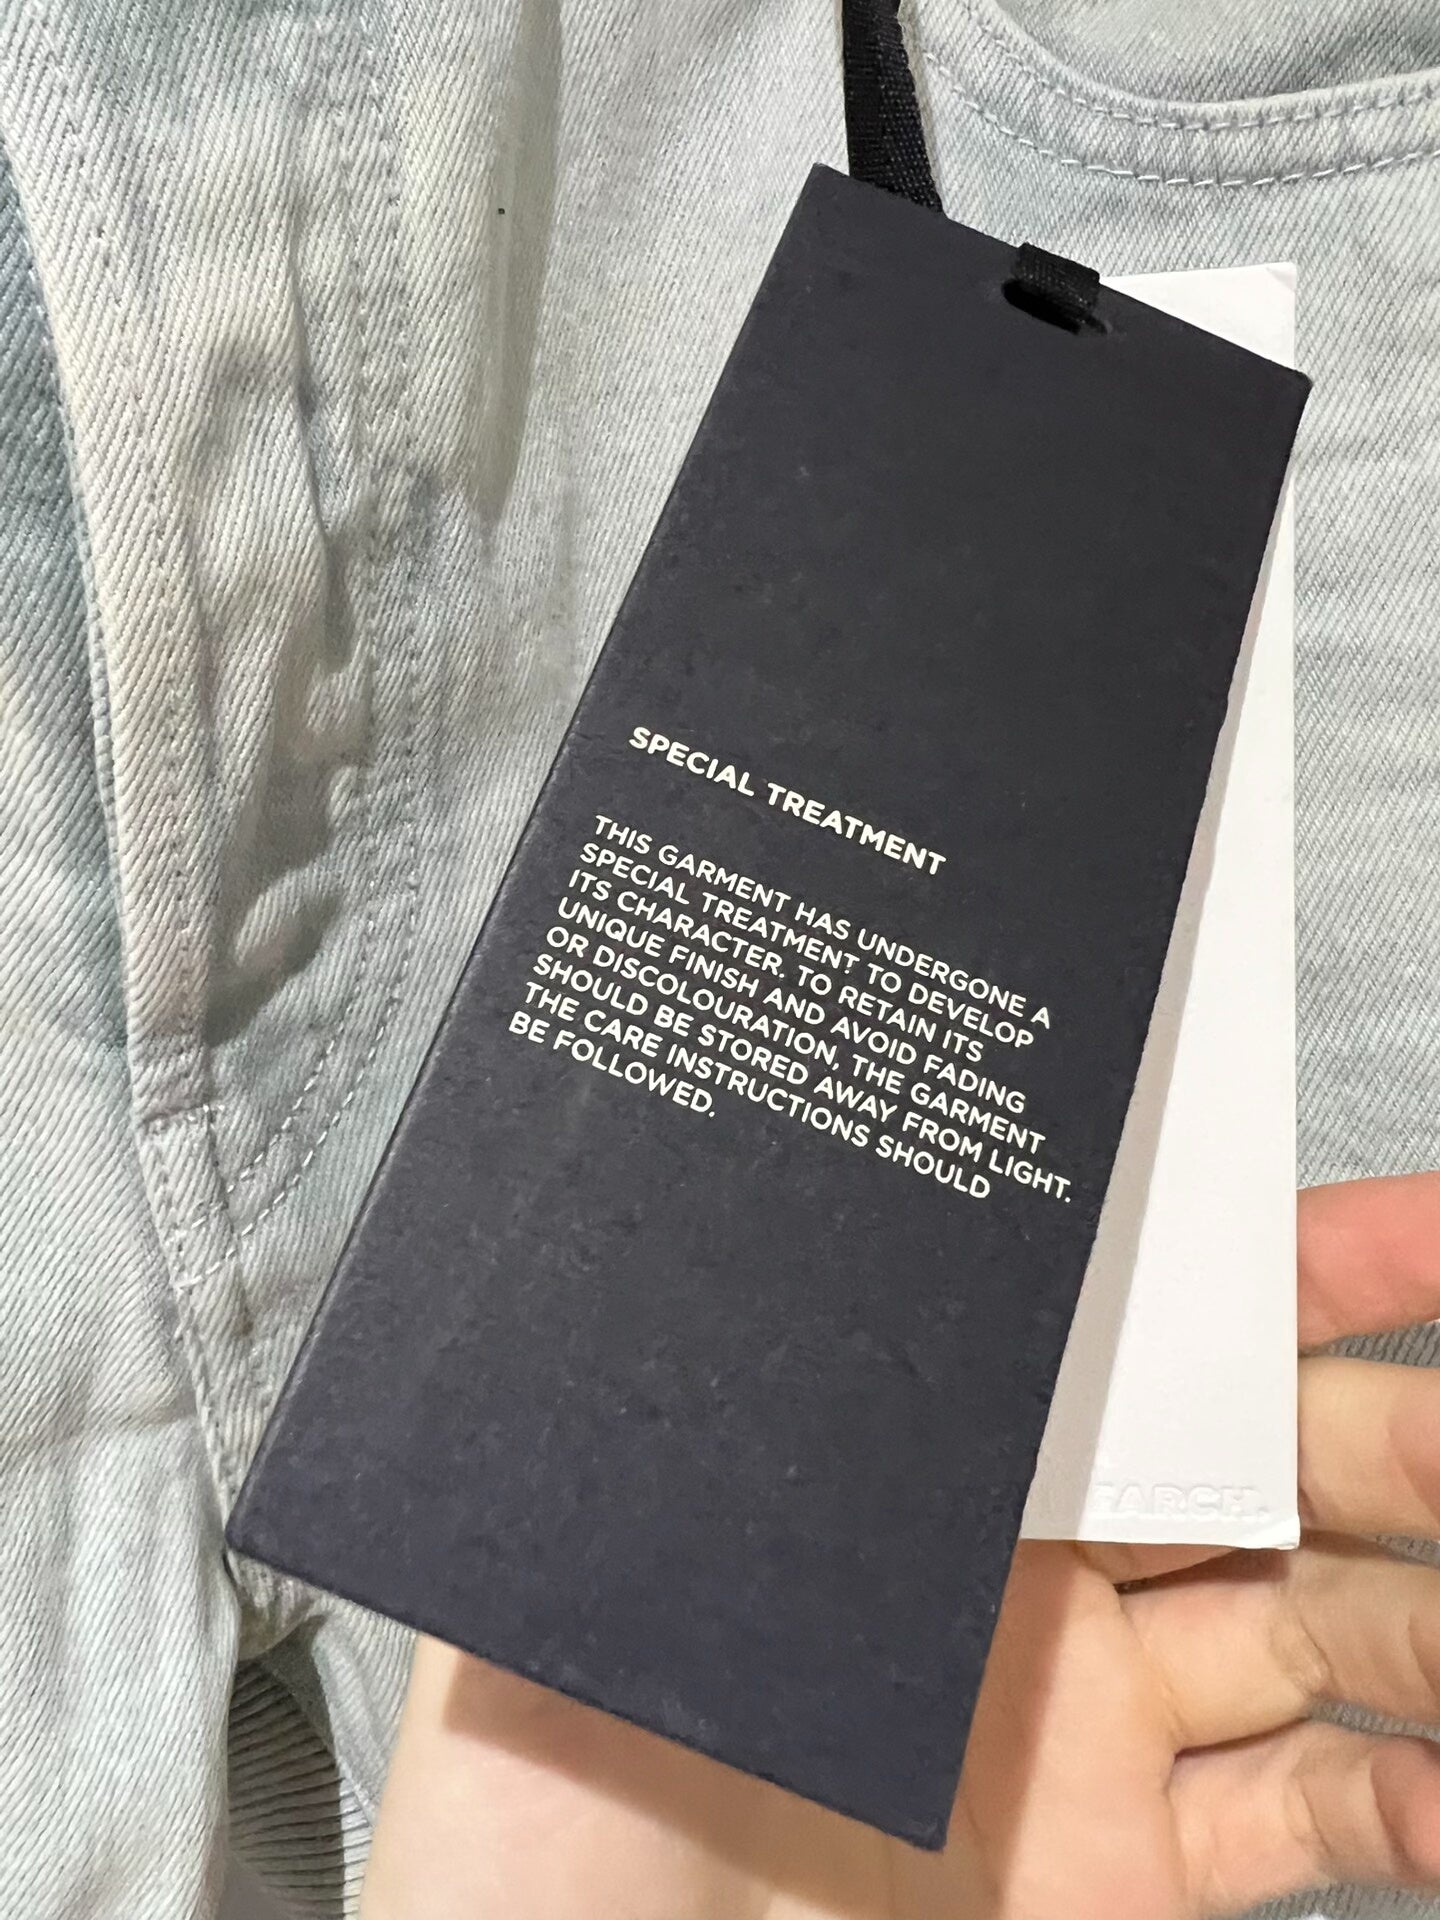 SPECIAL TREATMENT
THIS GARMENT HAS UNDERGONE A
SPECIAL TREATMENT TO DEVELOP
ITS CHARACTER. TO RETAIN ITS
UNIQUE FINISH AND AVOID FADING
OR DISCOLOURATION, THE GARMENT
SHOULD BE STORED AWAY FROM LIGHT.
THE CARE INSTRUCTIONS SHOULD
BE FOLLOWED.